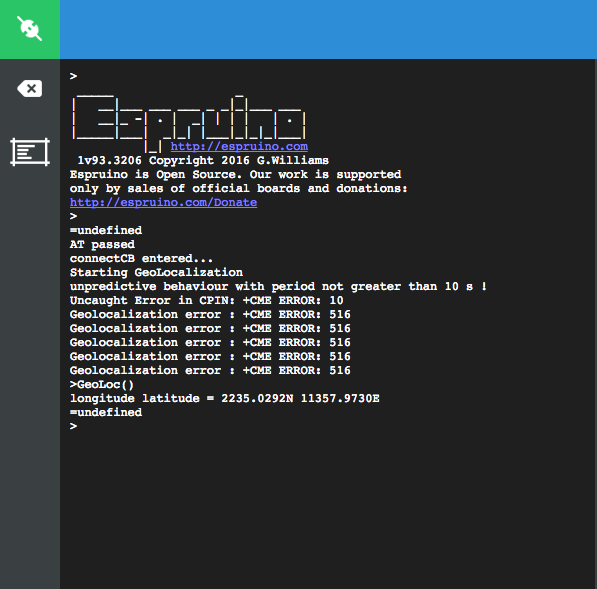 >
Espruino
http://espruino.com
1v93.3206 Copyright 2016 G.Williams
Espruino is Open Source. Our work is supported
only by sales of official boards and donations:
http://espruino.com/Donate
>
=undefined
AT passed
connectCB entered...
Starting GeoLocalization
unpredictive behaviour with period not greater than 10 s !
Uncaught Error in CPIN: +CME ERROR: 10
Geolocalization error : +CME ERROR: 516
Geolocalization error : +CME ERROR: 516
Geolocalization error : +CME ERROR: 516
Geolocalization error : +CME ERROR: 516
Geolocalization error : +CME ERROR: 516
>GeoLoc()
longitude latitude = 2235.0292N 11357.9730E
=undefined
>